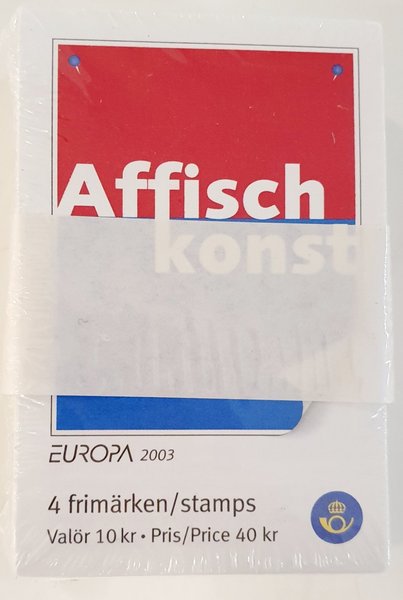 Affisch
konst
EUROPA 2003
4 frimärken/stamps
Valör 10 kr • Pris/Price 40 kr